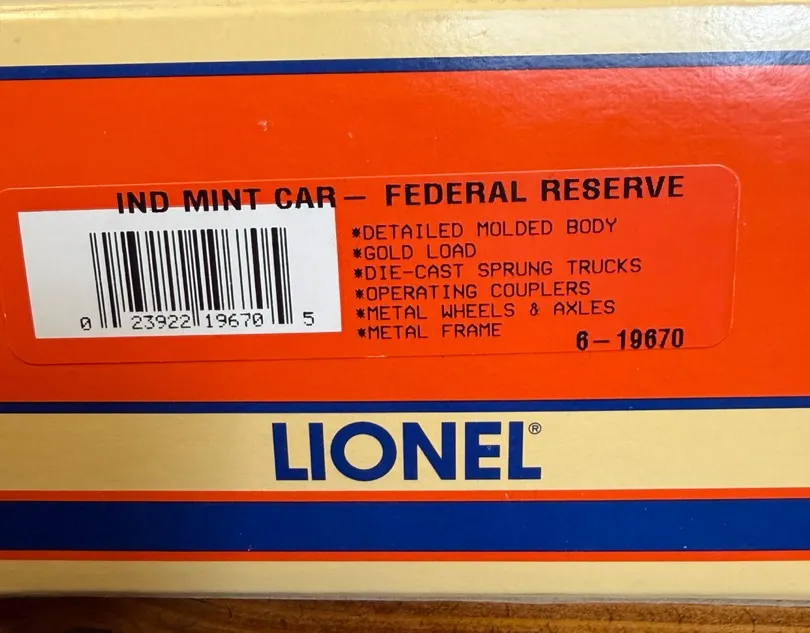 IND MINT CAR — FEDERAL RESERVE
*DETAILED MOLDED BODY
*GOLD LOAD
*DIE-CAST SPRUNG TRUCKS
*OPERATING COUPLERS
*METAL WHEELS & AXLES
*METAL FRAME
0 23922 19670 5
6—19670
LIONEL®